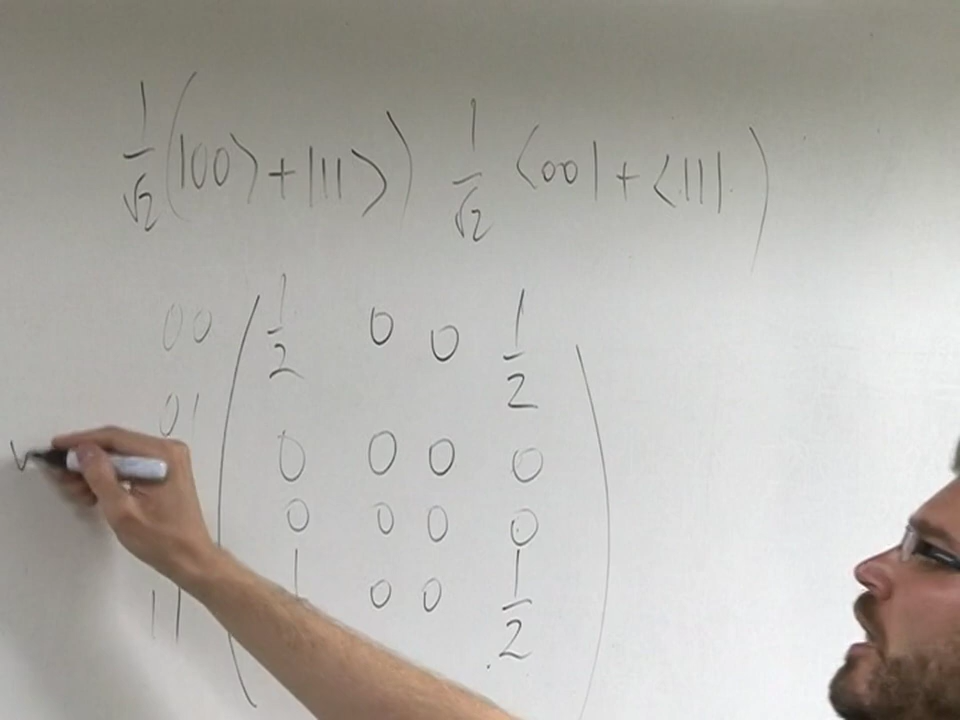 1/√2 (|00⟩ + |11⟩) 1/√2 ⟨00| + ⟨11|)
00 ( 1/2 0 0 1/2
01
0 0 0 0
0 0 0 0
11 1 0 0 1/2 )